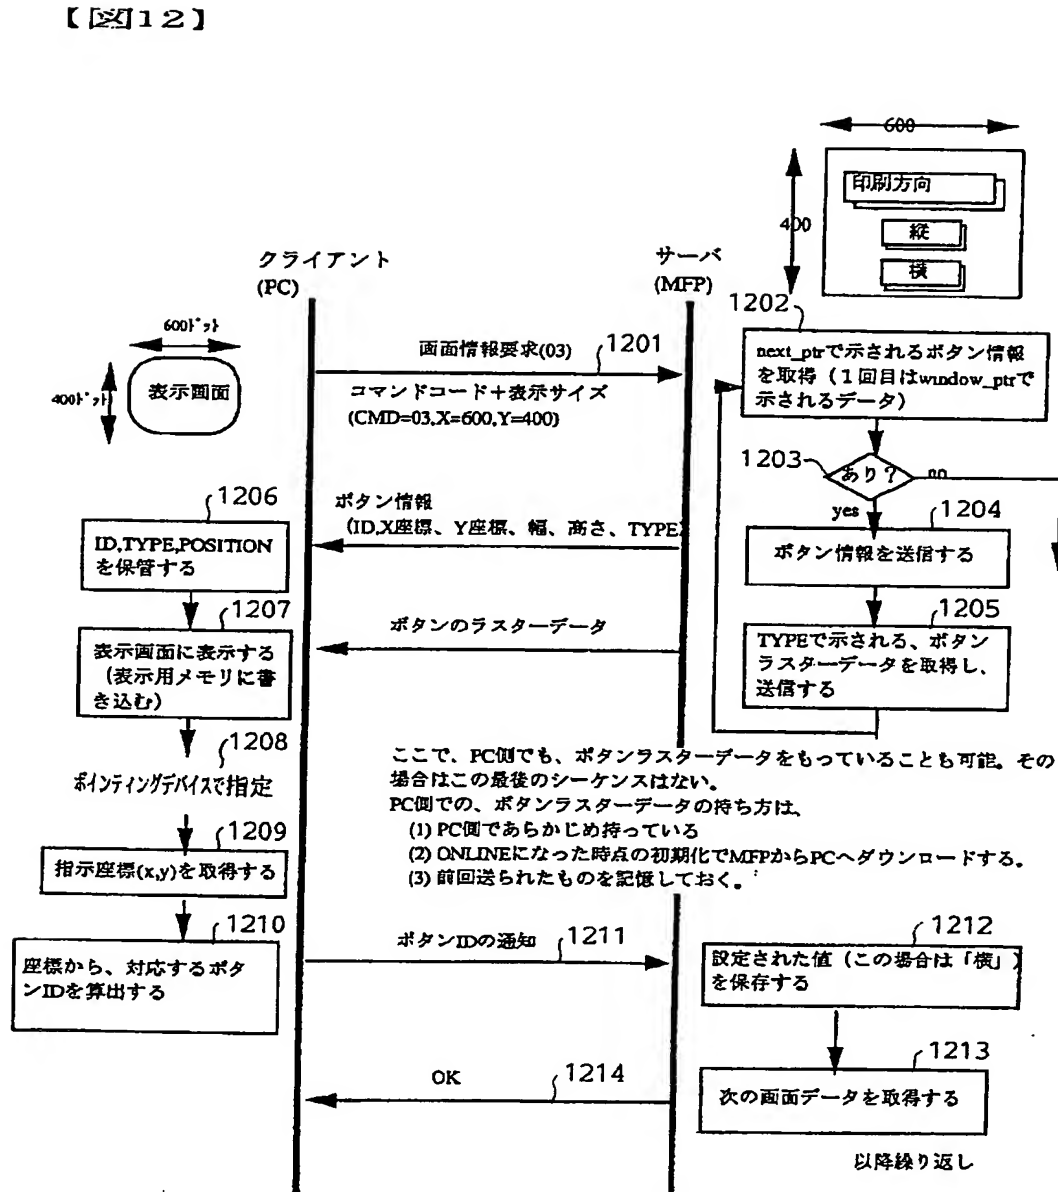 【図12】
600
400
印刷方向
縦
横
クライアント
(PC)
サーバ
(MFP)
600ドット
400ドット
表示画面
画面情報要求(03)
1201
コマンドコード+表示サイズ
(CMD=03,X=600,Y=400)
1202
next_ptrで示されるボタン情報
を取得(1回目はwindow_ptrで
示されるデータ)
1203
あり?
no
yes
1204
ボタン情報を送信する
1205
TYPEで示される、ボタン
ラスターデータを取得し、
送信する
ボタン情報
(ID,X座標、Y座標、幅、高さ、TYPE)
1206
ID,TYPE,POSITION
を保管する
1207
表示画面に表示する
(表示用メモリに書
き込む)
ボタンのラスターデータ
1208
ポインティングデバイスで指定
ここで、PC側でも、ボタンラスターデータをもっていることも可能。その
場合はこの最後のシーケンスはない。
PC側での、ボタンラスターデータの持ち方は、
(1) PC側であらかじめ持っている
(2) ONLINEになった時点の初期化でMFPからPCへダウンロードする。
(3) 前回送られたものを記憶しておく。
1209
指示座標(x,y)を取得する
1210
座標から、対応するボタ
ンIDを算出する
ボタンIDの通知
1211
1212
設定された値(この場合は「横」)
を保存する
1213
次の画面データを取得する
OK
1214
以降繰り返し